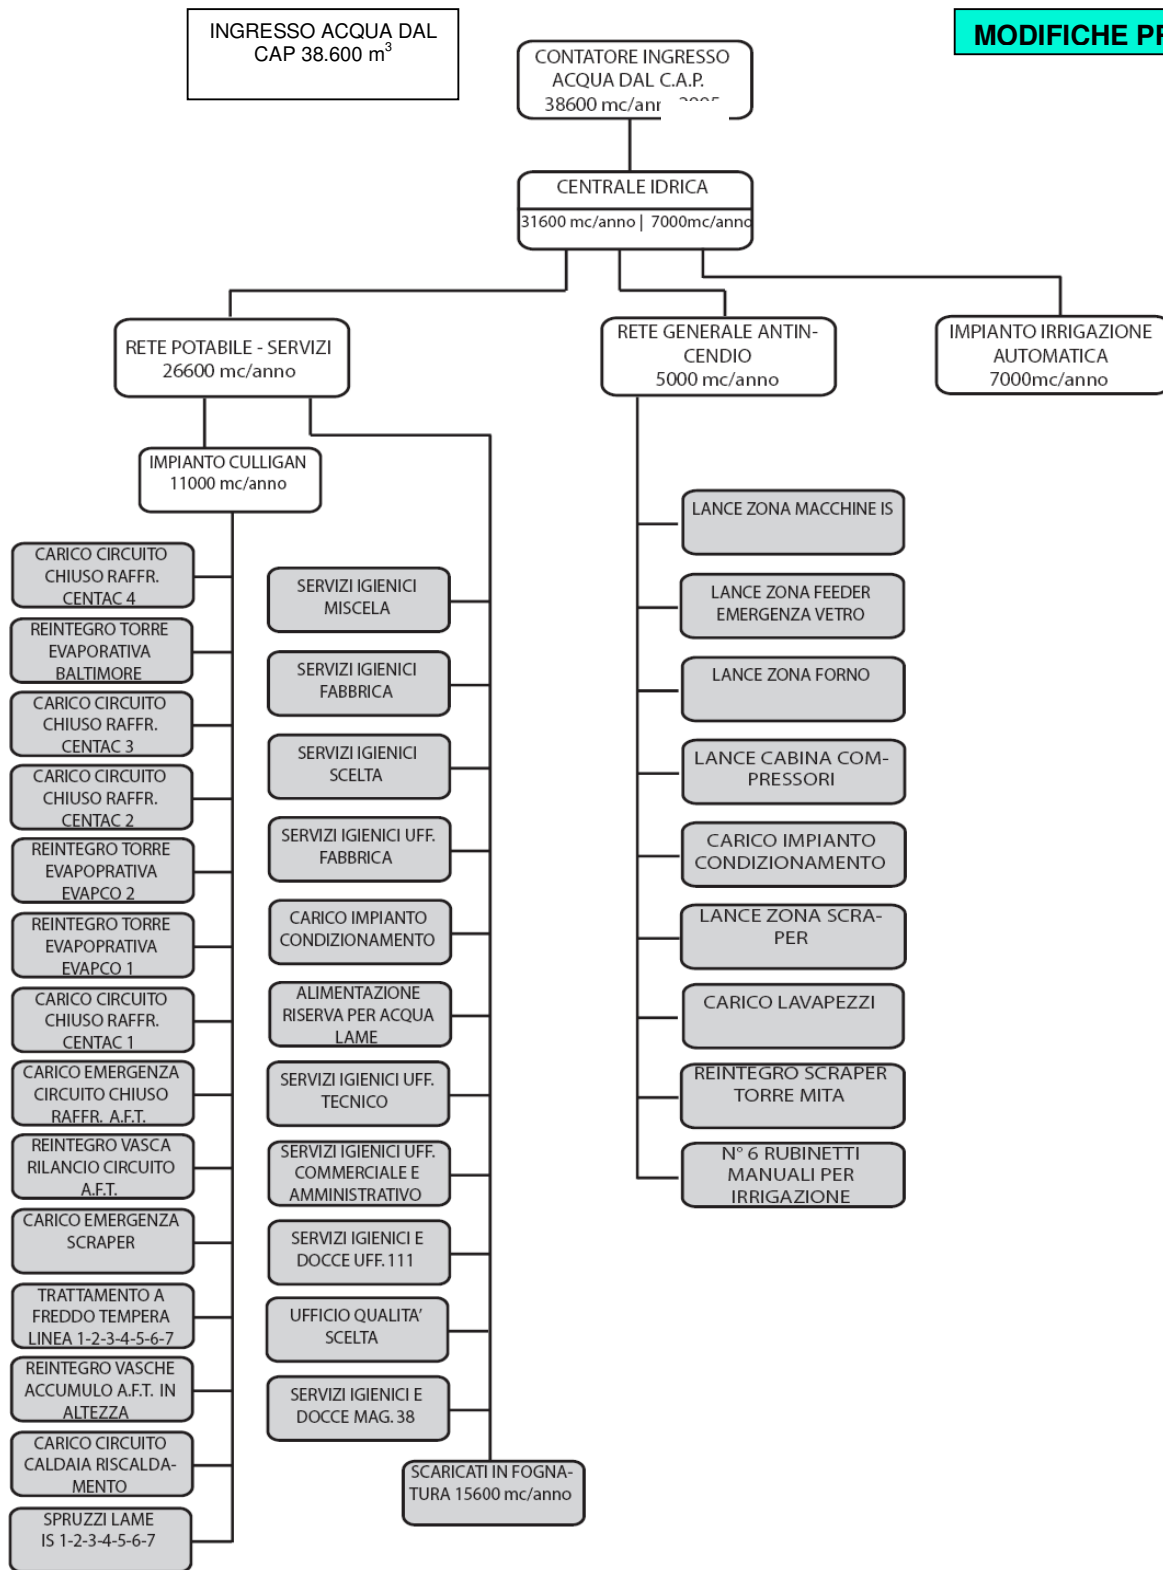 INGRESSO ACQUA DAL
CAP 38.600 m³
MODIFICHE
CONTATORE INGRESSO
ACQUA DAL C.A.P.
38600
CENTRALE IDRICA
31600 mc/anno | 7000mc/anno
RETE POTABILE - SERVIZI
26600 mc/anno
RETE GENERALE ANTIN-
CENDIO
5000 mc/anno
IMPIANTO IRRIGAZIONE
AUTOMATICA
7000mc/anno
IMPIANTO CULLIGAN
11000 mc/anno
CARICO CIRCUITO
CHIUSO RAFFR.
CENTAC 4
REINTEGRO TORRE
EVAPORATIVA
BALTIMORE
CARICO CIRCUITO
CHIUSO RAFFR.
CENTAC 3
CARICO CIRCUITO
CHIUSO RAFFR.
CENTAC 2
REINTEGRO TORRE
EVAPOPRATIVA
EVAPCO 2
REINTEGRO TORRE
EVAPOPRATIVA
EVAPCO 1
CARICO CIRCUITO
CHIUSO RAFFR.
CENTAC 1
CARICO EMERGENZA
CIRCUITO CHIUSO
RAFFR. A.F.T.
REINTEGRO VASCA
RILANCIO CIRCUITO
A.F.T.
CARICO EMERGENZA
SCRAPER
TRATTAMENTO A
FREDDO TEMPERA
LINEA 1-2-3-4-5-6-7
REINTEGRO VASCHE
ACCUMULO A.F.T. IN
ALTEZZA
CARICO CIRCUITO
CALDAIA RISCALDA-
MENTO
SPRUZZI LAME
IS 1-2-3-4-5-6-7
SERVIZI IGIENICI
MISCELA
SERVIZI IGIENICI
FABBRICA
SERVIZI IGIENICI
SCELTA
SERVIZI IGIENICI UFF.
FABBRICA
CARICO IMPIANTO
CONDIZIONAMENTO
ALIMENTAZIONE
RISERVA PER ACQUA
LAME
SERVIZI IGIENICI UFF.
TECNICO
SERVIZI IGIENICI UFF.
COMMERCIALE E
AMMINISTRATIVO
SERVIZI IGIENICI E
DOCCE UFF. 111
UFFICIO QUALITA'
SCELTA
SERVIZI IGIENICI E
DOCCE MAG. 38
SCARICATI IN FOGNA-
TURA 15600 mc/anno
LANCE ZONA MACCHINE IS
LANCE ZONA FEEDER
EMERGENZA VETRO
LANCE ZONA FORNO
LANCE CABINA COM-
PRESSORI
CARICO IMPIANTO
CONDIZIONAMENTO
LANCE ZONA SCRA-
PER
CARICO LAVAPEZZI
REINTEGRO SCRAPER
TORRE MITA
N° 6 RUBINETTI
MANUALI PER
IRRIGAZIONE